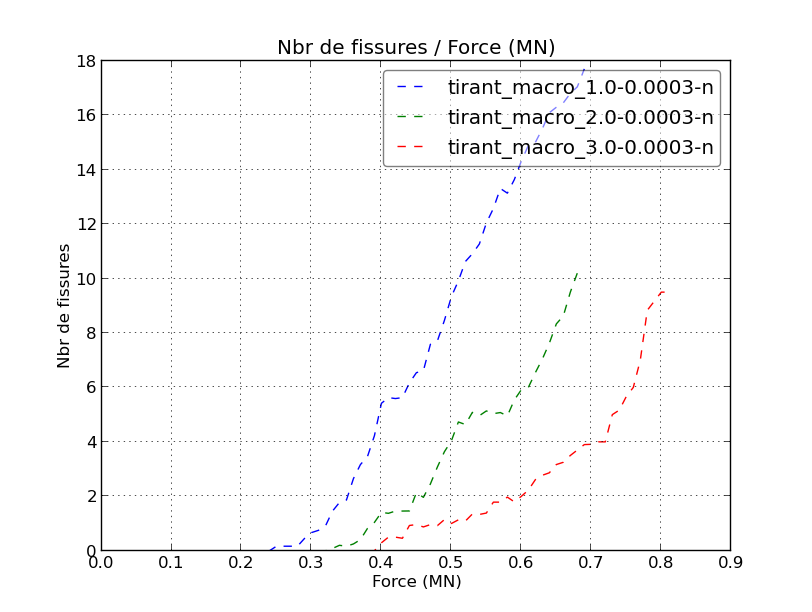 Nbr de fissures / Force (MN)
18
16
14
12
10
8
6
4
2
0
Nbr de fissures
tirant_macro_1.0-0.0003-n
tirant_macro_2.0-0.0003-n
tirant_macro_3.0-0.0003-n
0.0 0.1 0.2 0.3 0.4 0.5 0.6 0.7 0.8 0.9
Force (MN)